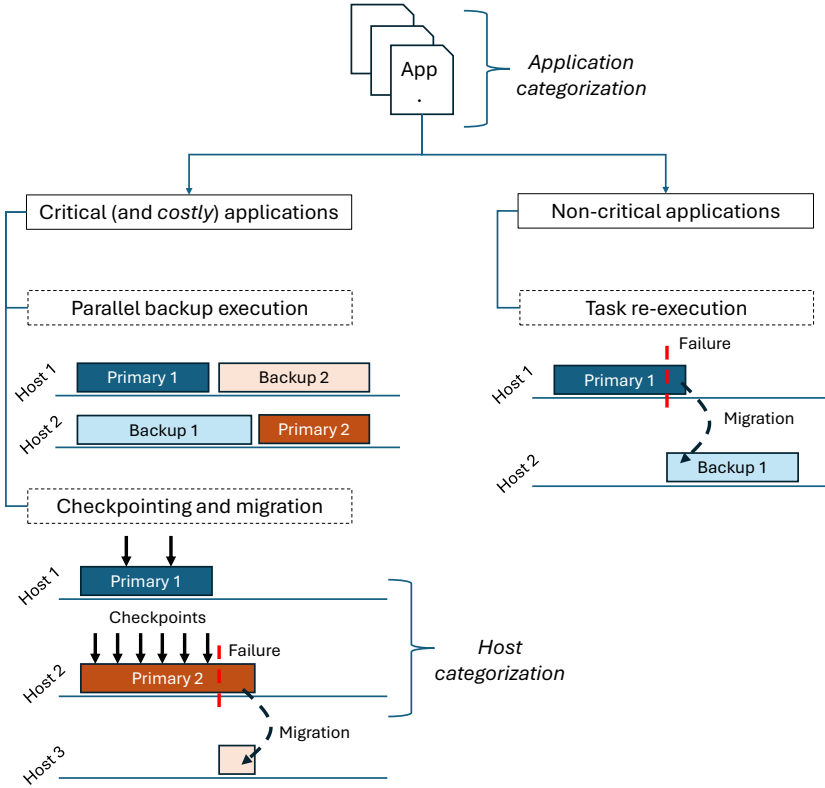 App
.
Application
categorization
Critical (and costly) applications
Non-critical applications
Parallel backup execution
Task re-execution
Host 1
Primary 1
Backup 2
Host 2
Backup 1
Primary 2
Failure
Host 1
Primary 1
Migration
Host 2
Backup 1
Checkpointing and migration
Host 1
Primary 1
Checkpoints
Failure
Host 2
Primary 2
Host
categorization
Migration
Host 3